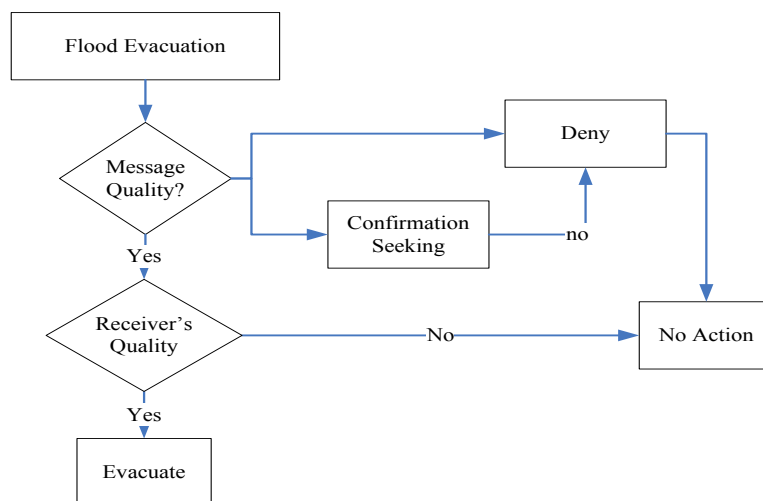 Flood Evacuation
Deny
Message
Quality?
Confirmation
Seeking
no
Yes
Receiver's
Quality
No
No Action
Yes
Evacuate